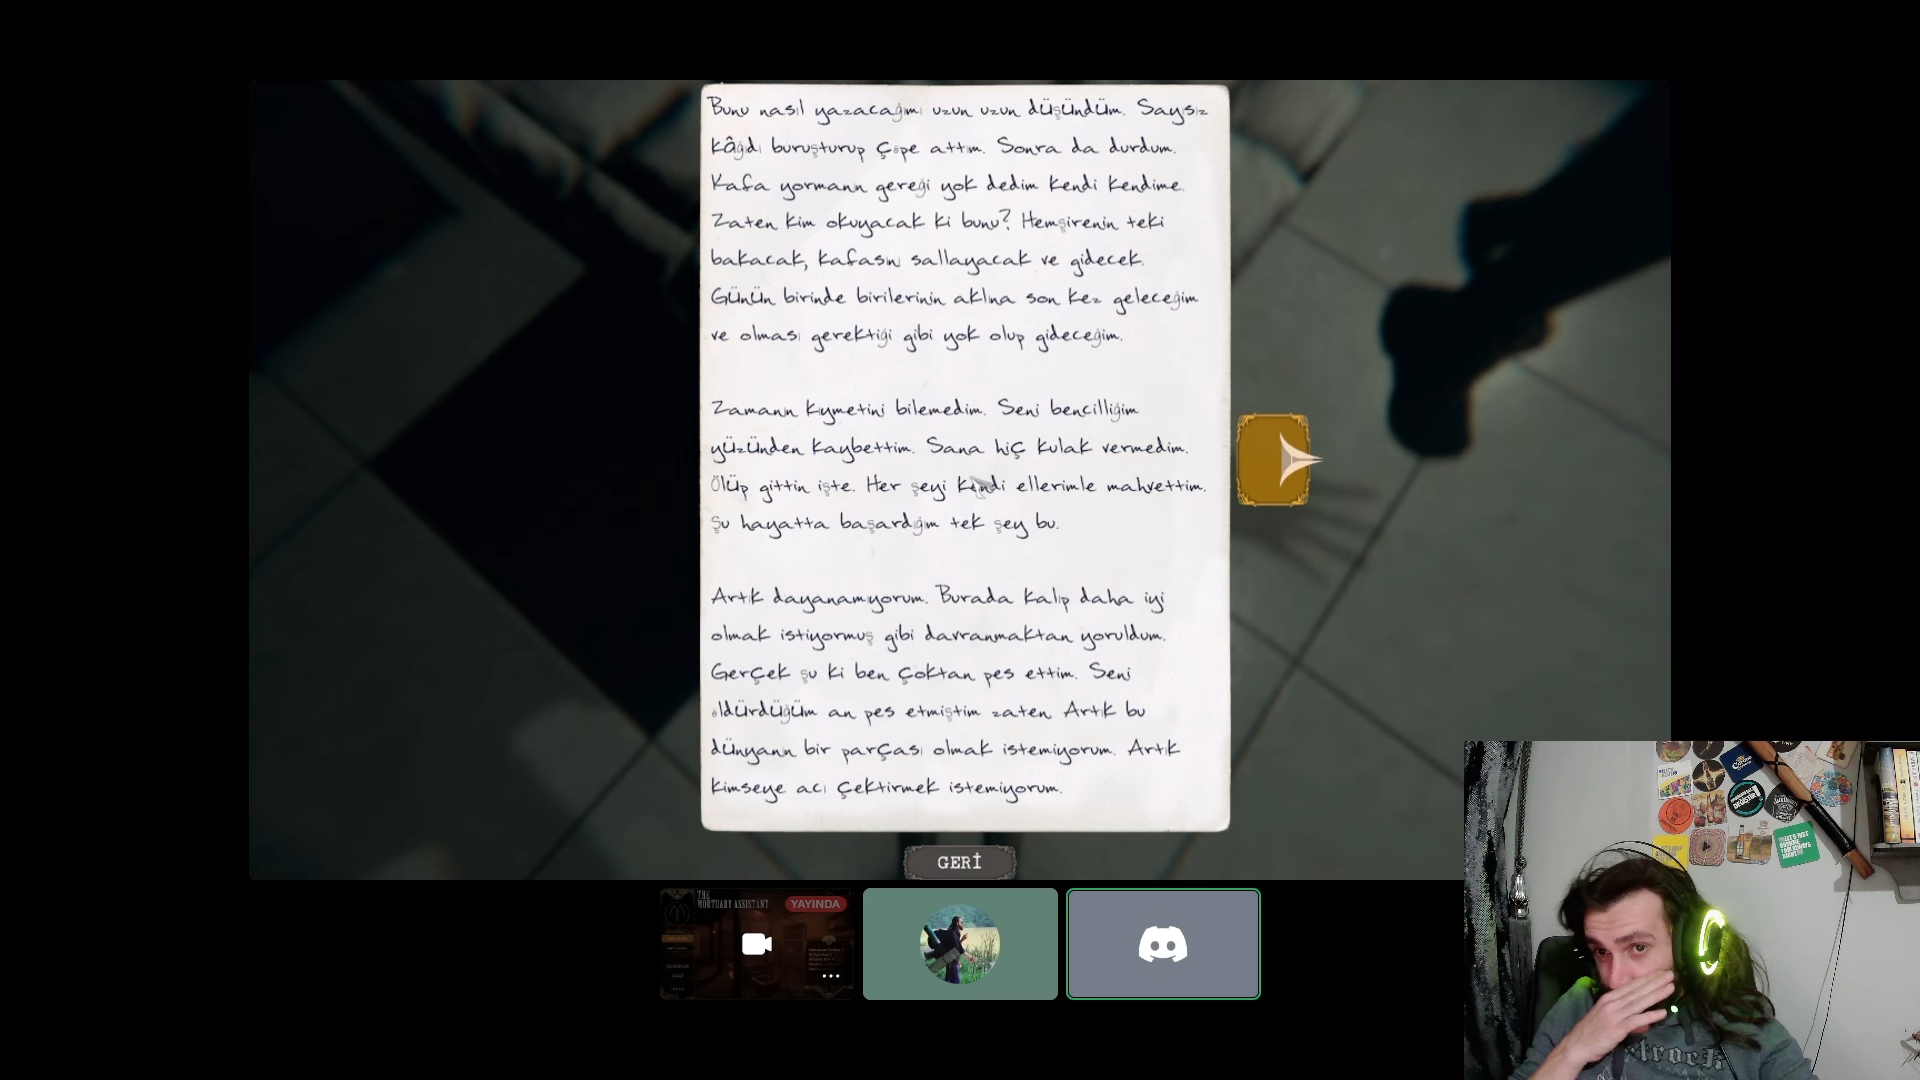 Bunu nasıl yazacağımı uzun uzun düşündüm. Sayısız
kâğıdı buruşturup çöpe attım. Sonra da durdum.
Kafa yormanın gereği yok dedim kendi kendime.
Zaten kim okuyacak ki bunu? Hemşirenin teki
bakacak, kafasını sallayacak ve gidecek.
Günün birinde birilerinin aklına son kez geleceğim
ve olması gerektiği gibi yok olup gideceğim.
Zamanın kıymetini bilemedim. Seni bencilliğim
yüzünden kaybettim. Sana hiç kulak vermedim.
Ölüp gittin işte. Her şeyi kendi ellerimle mahvettim.
Şu hayatta başardığım tek şey bu.
Artık dayanamıyorum. Burada kalıp daha iyi
olmak istiyormuş gibi davranmaktan yoruldum.
Gerçek şu ki ben çoktan pes ettim. Seni
öldürdüğüm an pes etmiştim zaten. Artık bu
dünyanın bir parçası olmak istemiyorum. Artık
kimseye acı çektirmek istemiyorum.
GERİ
THE
MORTUARY ASSISTANT
YAYINDA